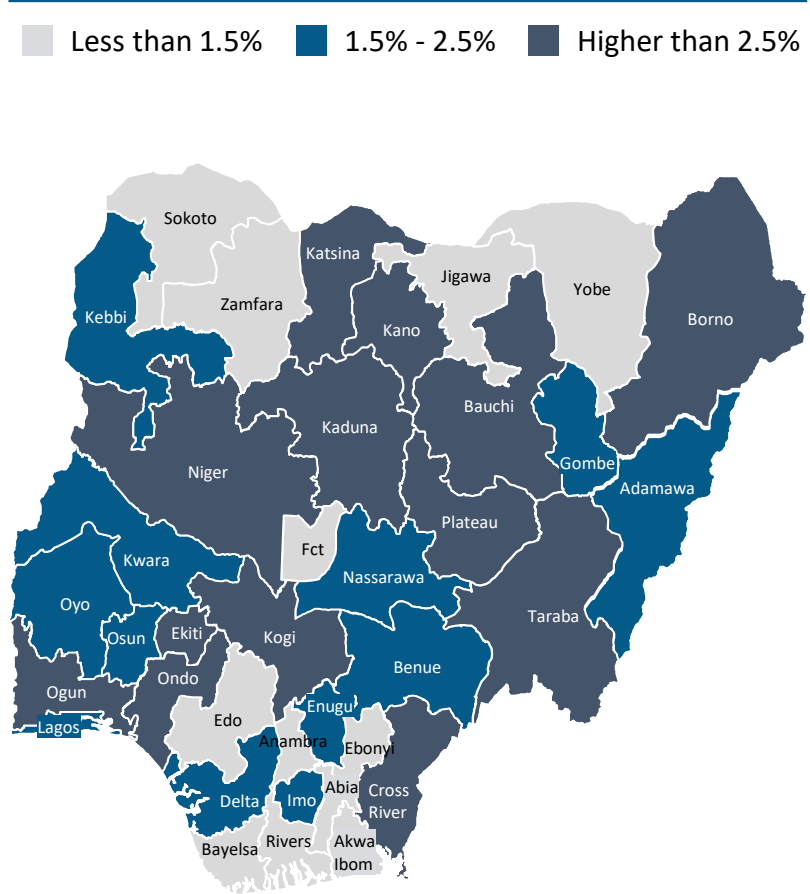 Less than 1.5%
1.5% - 2.5%
Higher than 2.5%
Sokoto
Katsina
Jigawa
Yobe
Zamfara
Kebbi
Kano
Borno
Bauchi
Kaduna
Gombe
Niger
Adamawa
Plateau
Fct
Kwara
Nassarawa
Oyo
Taraba
Osun
Ekiti
Kogi
Benue
Ondo
Ogun
Enugu
Edo
Lagos
Anambra
Ebonyi
Abia
Cross
River
Delta
Imo
Rivers
Akwa
Ibom
Bayelsa